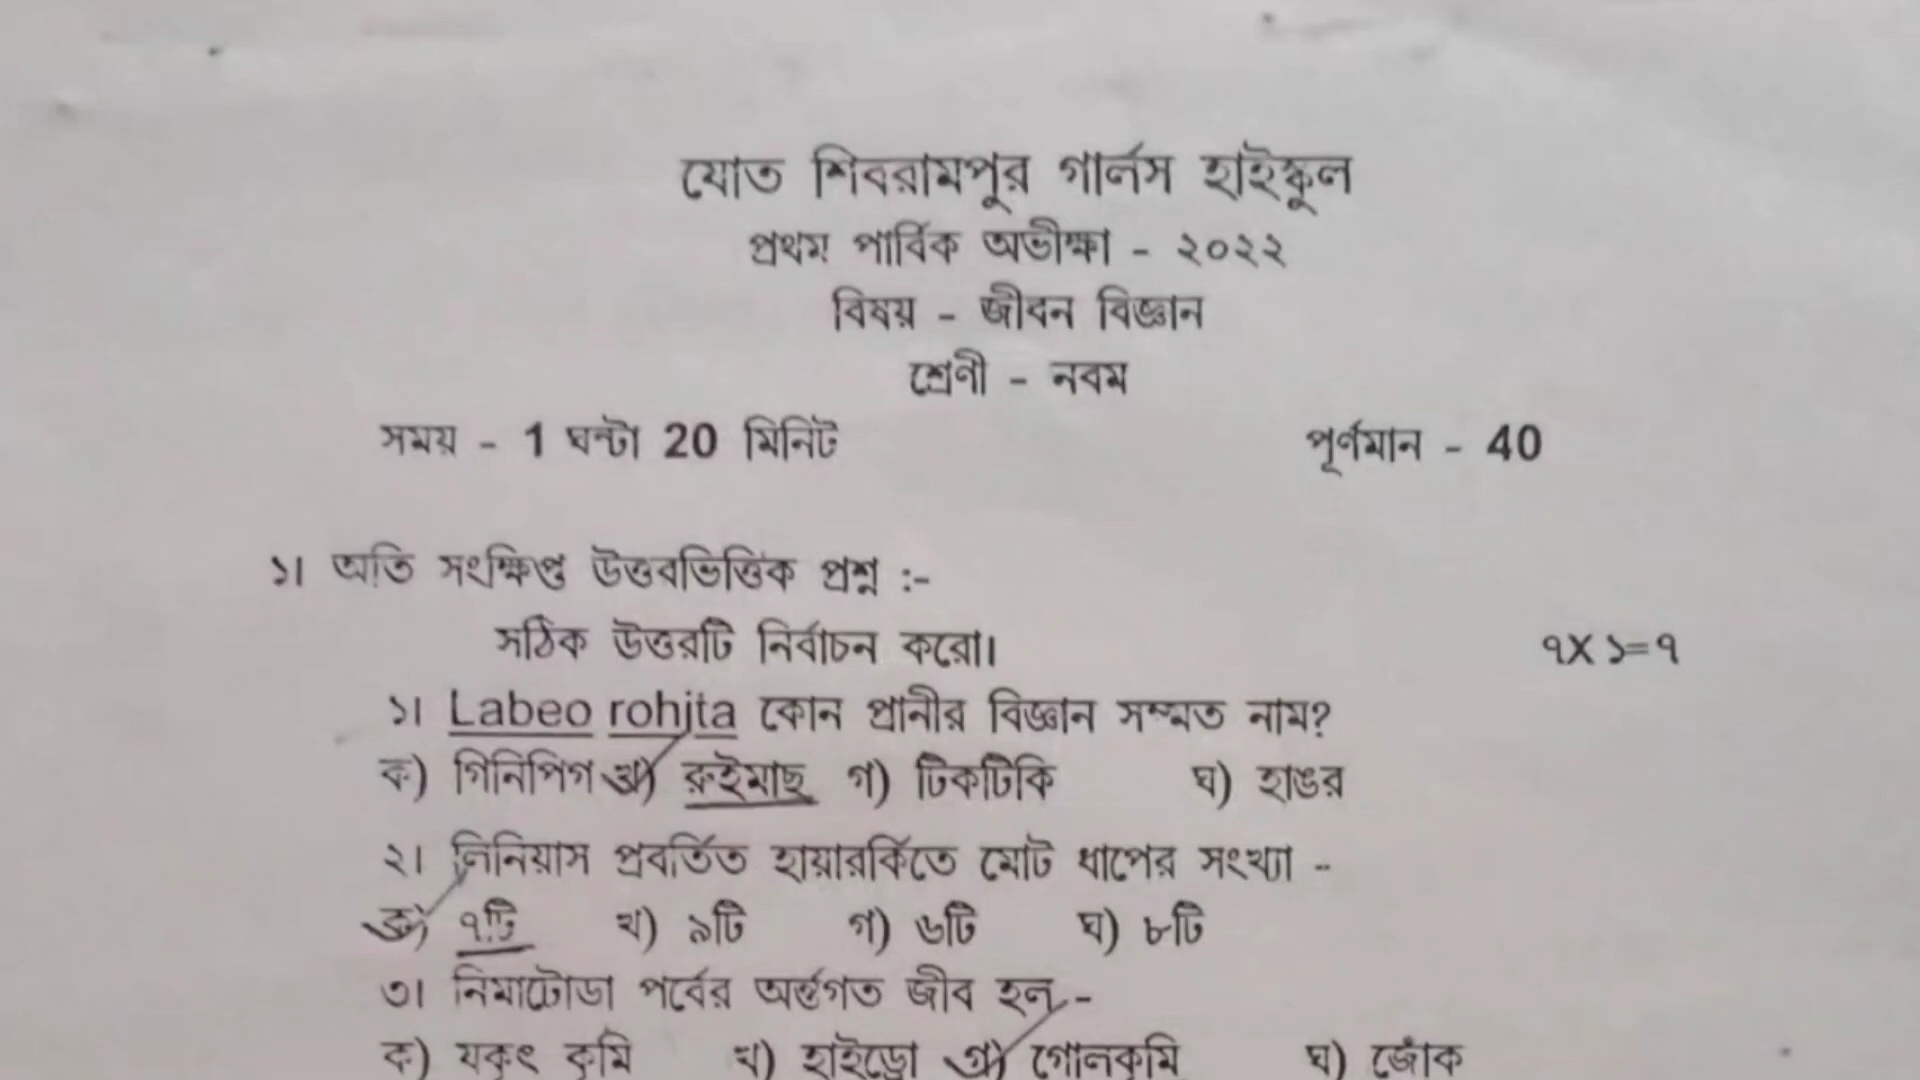 যোত শিবরামপুর গার্লস হাইস্কুল
প্রথম পার্বিক অভীক্ষা - ২০২২
বিষয় - জীবন বিজ্ঞান
শ্রেণী - নবম
সময় - 1 ঘন্টা 20 মিনিট পূর্ণমান - 40
১। অতি সংক্ষিপ্ত উত্তরভিত্তিক প্রশ্ন :-
সঠিক উত্তরটি নির্বাচন করো। ৭X ১=৭
১। Labeo rohita কোন প্রানীর বিজ্ঞান সম্মত নাম?
ক) গিনিপিগ খ) রুইমাছ গ) টিকটিকি ঘ) হাঙর
২। লিনিয়াস প্রবর্তিত হায়ারর্কিতে মোট ধাপের সংখ্যা -
ক) ৭টি খ) ৯টি গ) ৬টি ঘ) ৮টি
৩। নিমাটোডা পর্বের অর্ন্তগত জীব হল -
ক) যকৃৎ কৃমি খ) হাইড্রো গ) গোলকৃমি ঘ) জোঁক